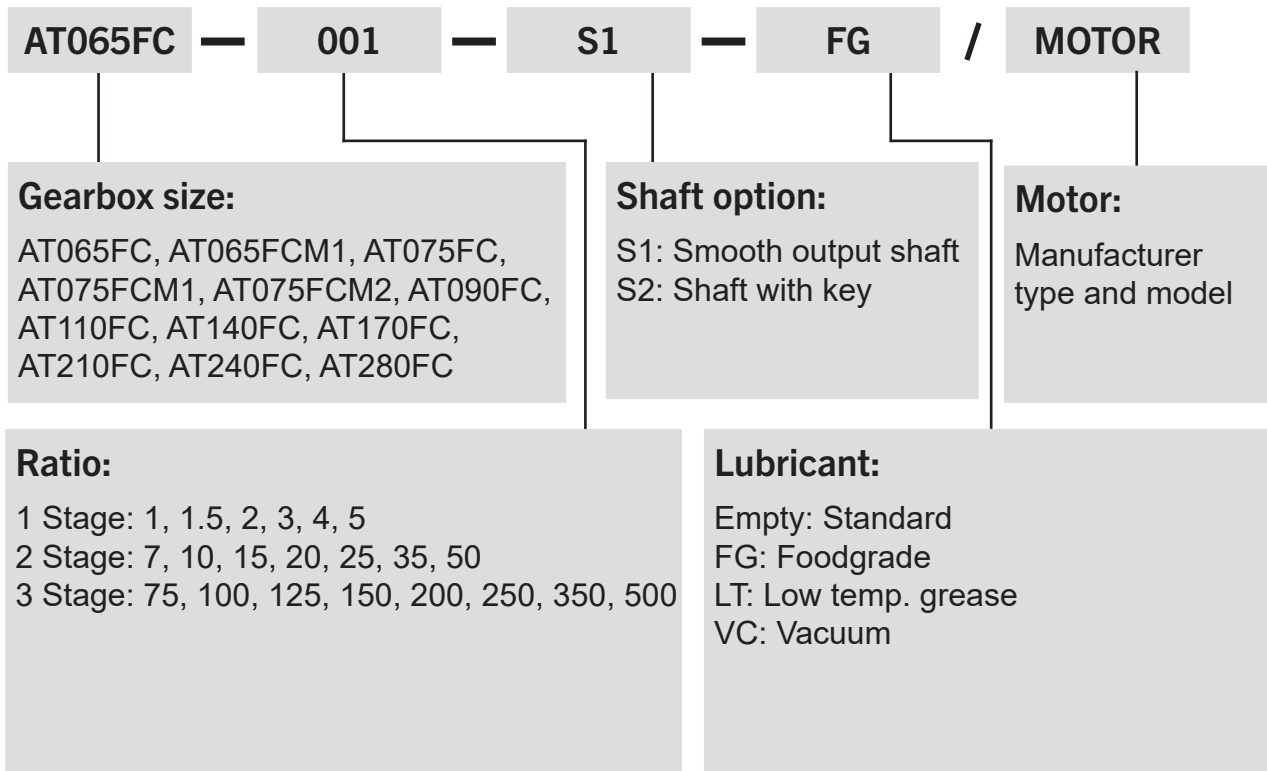 AT065FC — 001 — S1 — FG / MOTOR
Gearbox size:
AT065FC, AT065FCM1, AT075FC,
AT075FCM1, AT075FCM2, AT090FC,
AT110FC, AT140FC, AT170FC,
AT210FC, AT240FC, AT280FC
Shaft option:
S1: Smooth output shaft
S2: Shaft with key
Motor:
Manufacturer
type and model
Ratio:
1 Stage: 1, 1.5, 2, 3, 4, 5
2 Stage: 7, 10, 15, 20, 25, 35, 50
3 Stage: 75, 100, 125, 150, 200, 250, 350, 500
Lubricant:
Empty: Standard
FG: Foodgrade
LT: Low temp. grease
VC: Vacuum